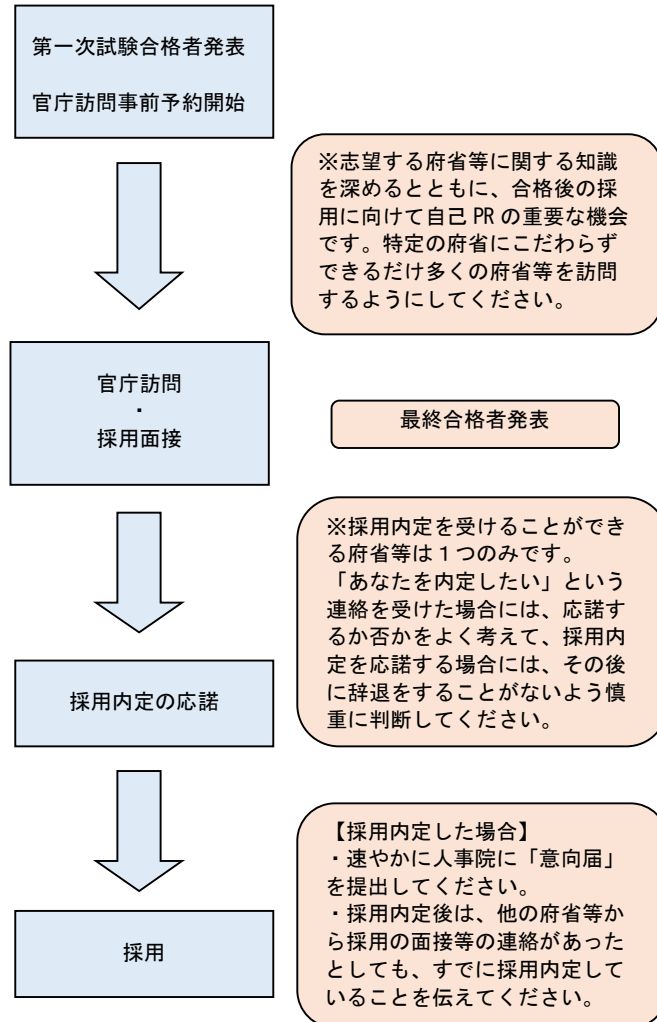 第一次試験合格者発表
官庁訪問事前予約開始
※志望する府省等に関する知識
を深めるとともに、合格後の採
用に向けて自己 PR の重要な機会
です。特定の府省にこだわらず
できるだけ多くの府省等を訪問
するようにしてください。
官庁訪問
・
採用面接
最終合格者発表
※採用内定を受けることができ
る府省等は１つのみです。
「あなたを内定したい」という
連絡を受けた場合には、応諾す
るか否かをよく考えて、採用内
定を応諾する場合には、その後
に辞退をすることがないよう慎
重に判断してください。
採用内定の応諾
【採用内定した場合】
・速やかに人事院に「意向届」
を提出してください。
・採用内定後は、他の府省等か
ら採用の面接等の連絡があった
としても、すでに採用内定して
いることを伝えてください。
採用